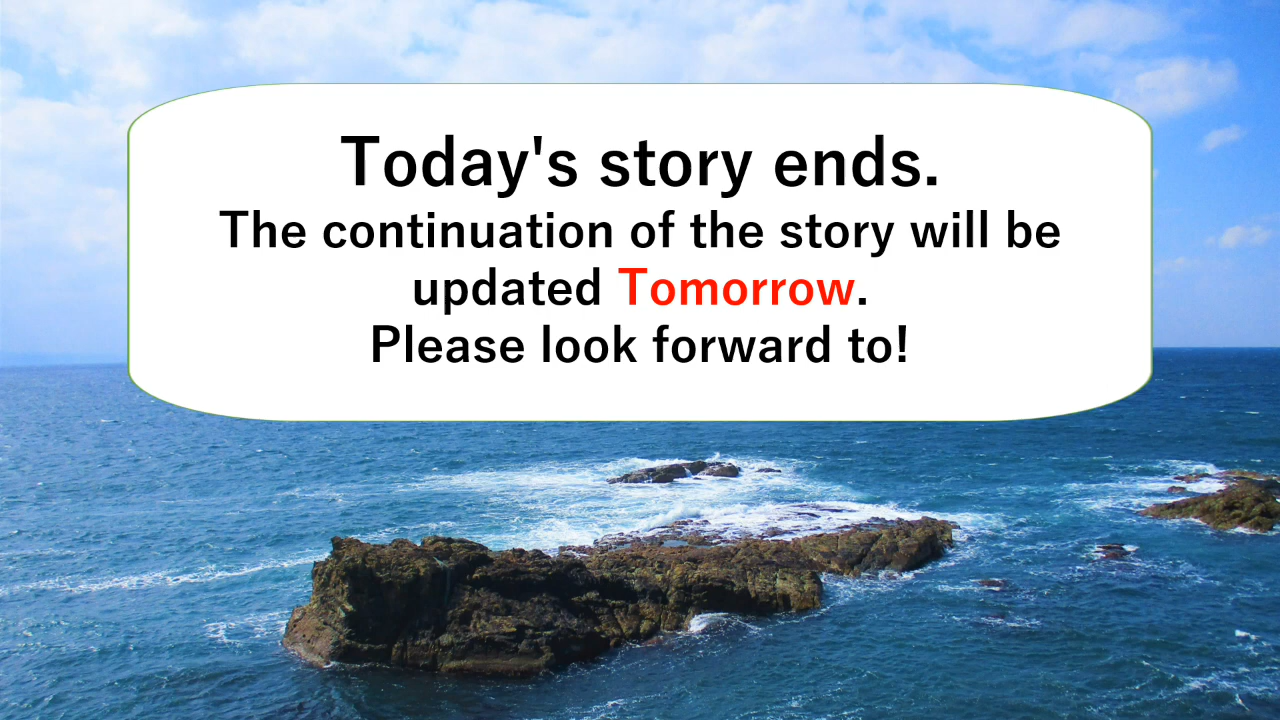 Today's story ends.
The continuation of the story will be
updated Tomorrow.
Please look forward to!